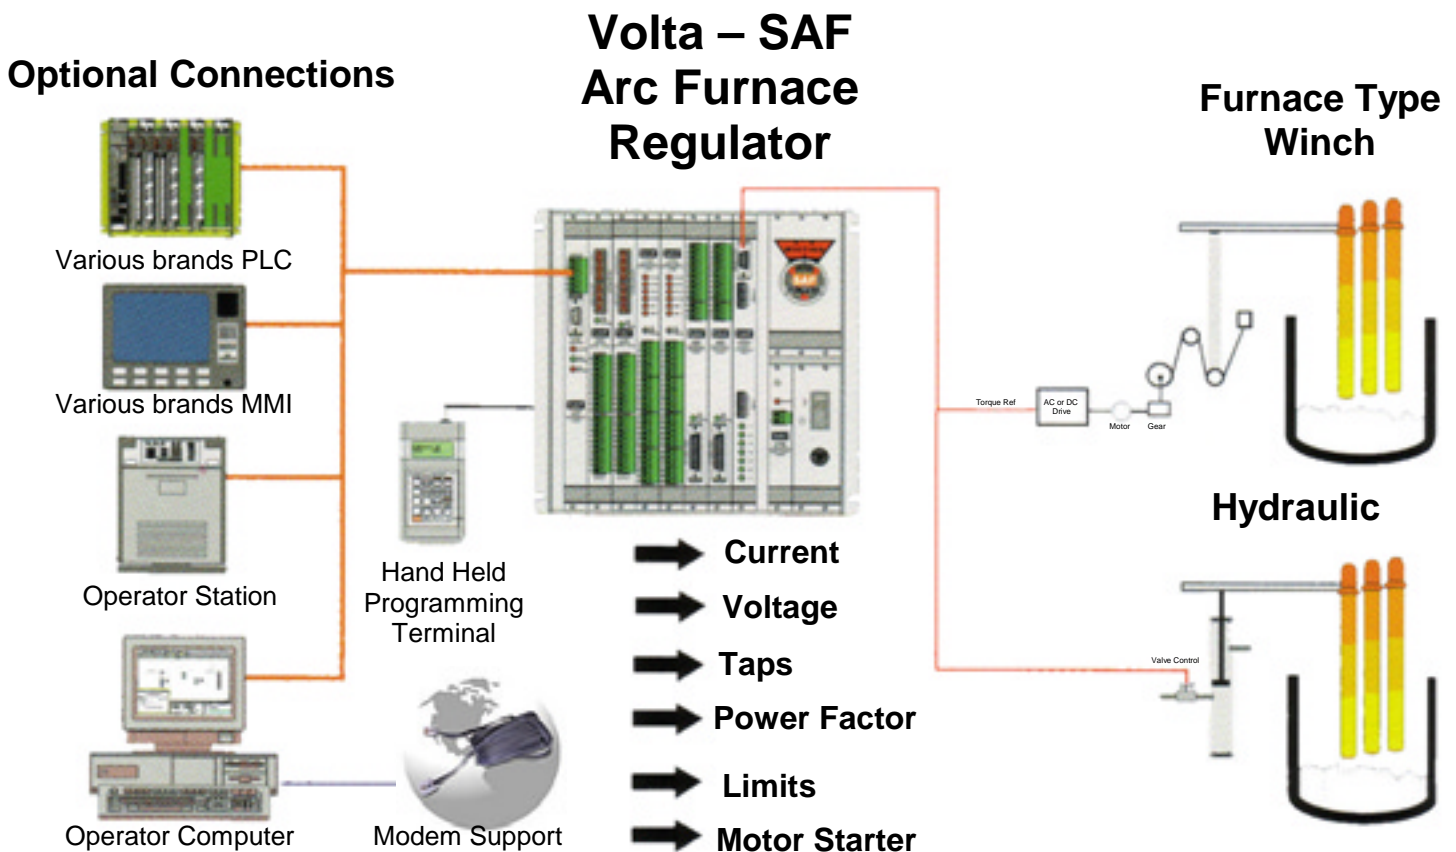 Volta – SAF
Arc Furnace
Regulator
Optional Connections
Furnace Type
Winch
Various brands PLC
Various brands MMI
Operator Station
Operator Computer
Hand Held
Programming
Terminal
Modem Support
SAF
Torque Ref
AC or DC
Drive
Motor
Gear
Hydraulic
Valve Control
Current
Voltage
Taps
Power Factor
Limits
Motor Starter